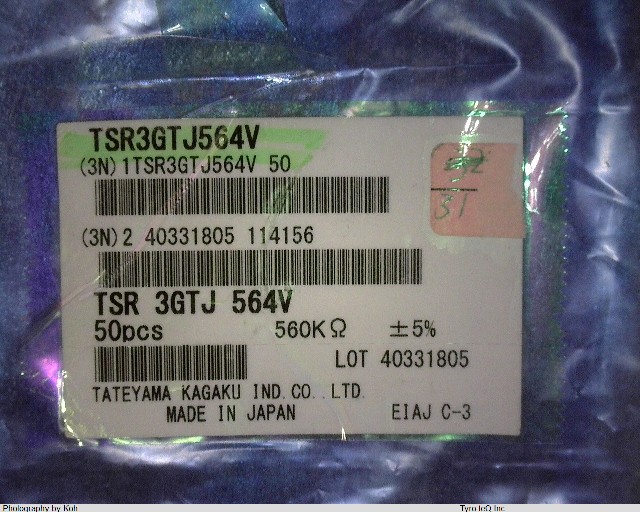 TSR3GTJ564V
(3N)1TSR3GTJ564V 50
31
(3N)2 40331805 114156
TSR 3GTJ 564V
50pcs 560KΩ ±5%
LOT 40331805
TATEYAMA KAGAKU IND.CO.,LTD.
MADE IN JAPAN EIAJ C-3
Photography by Koh Tyro teQ Inc